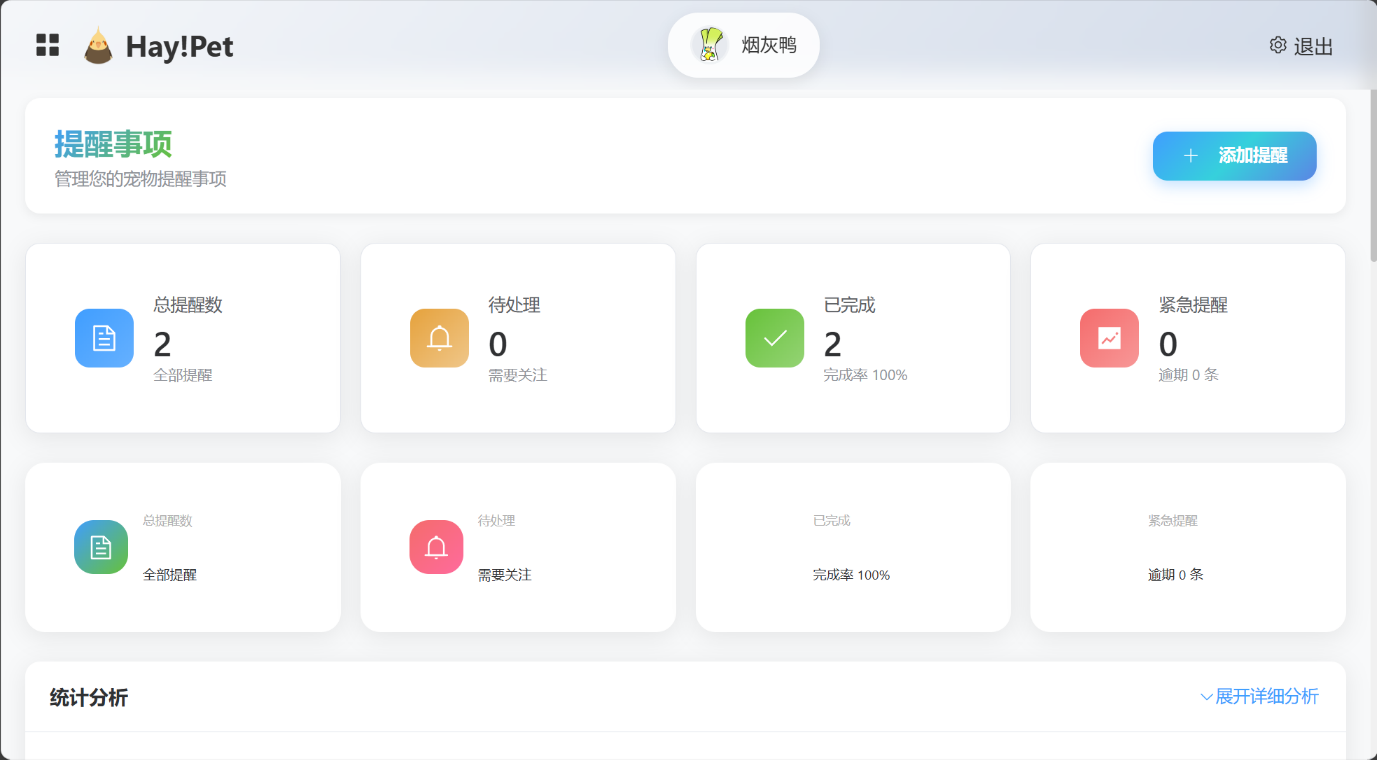 Hay!Pet
烟灰鸭
退出
提醒事项
管理您的宠物提醒事项
添加提醒
总提醒数
2
全部提醒
待处理
0
需要关注
已完成
2
完成率 100%
紧急提醒
0
逾期 0 条
总提醒数
全部提醒
待处理
需要关注
已完成
完成率 100%
紧急提醒
逾期 0 条
统计分析
展开详细分析